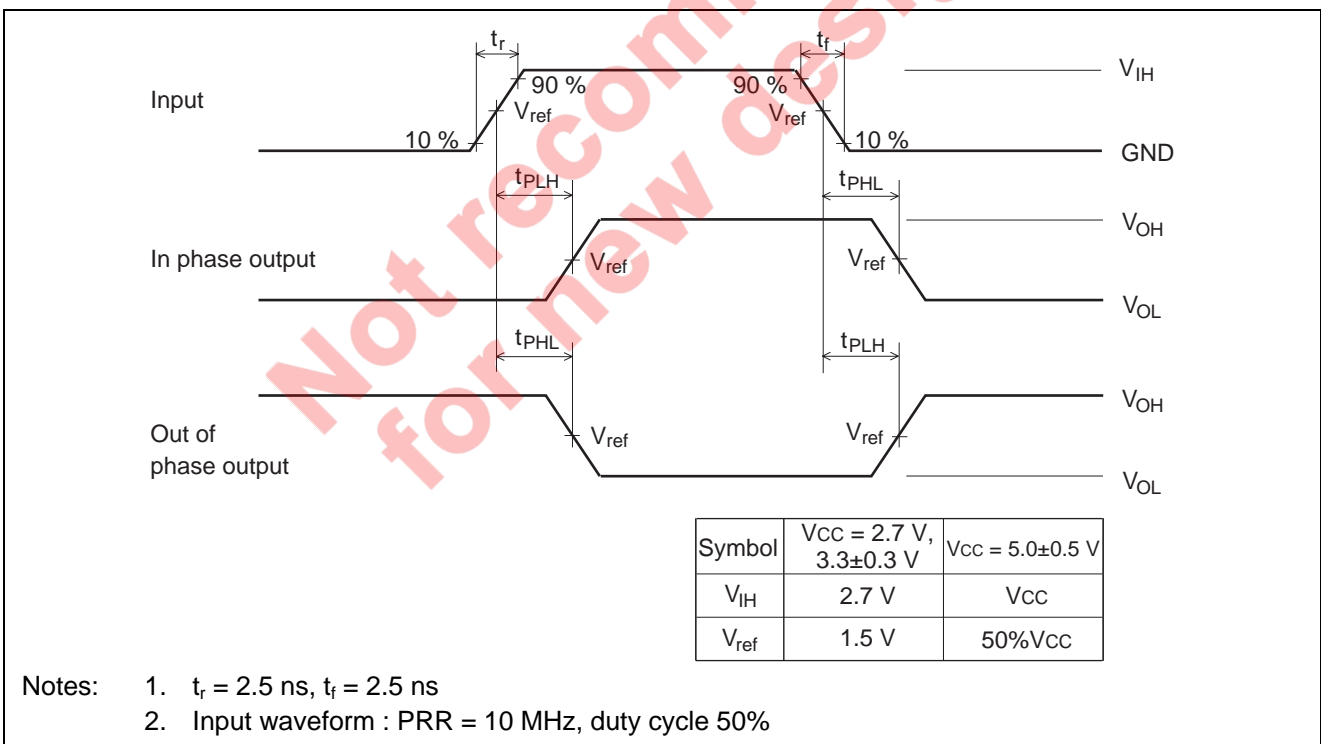 tr
tf
Input
90 %
90 %
VIH
Vref
Vref
10 %
10 %
GND
tPLH
tPHL
VOH
In phase output
Vref
Vref
VOL
tPHL
tPLH
VOH
Out of
phase output
Vref
Vref
VOL
Symbol VCC = 2.7 V, 3.3±0.3 V VCC = 5.0±0.5 V
VIH 2.7 V VCC
Vref 1.5 V 50%VCC
Notes: 1. tr = 2.5 ns, tf = 2.5 ns
2. Input waveform : PRR = 10 MHz, duty cycle 50%
Not recom
for new desi